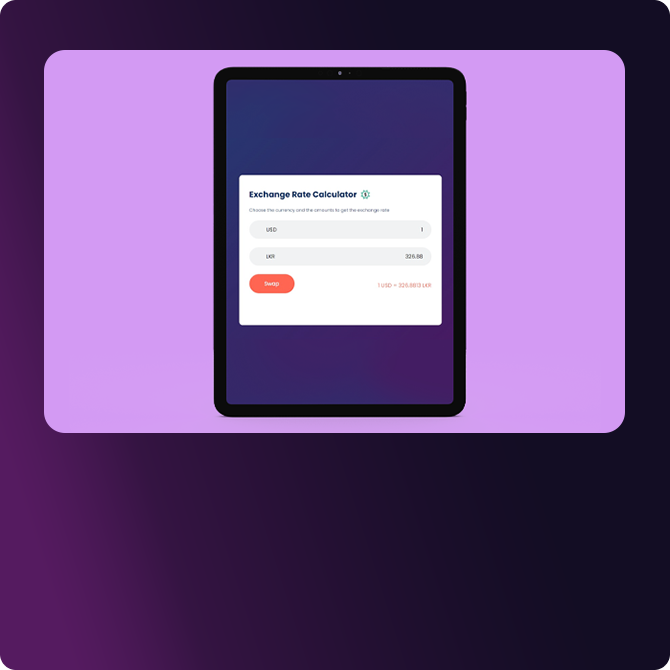 Exchange Rate Calculator
Choose the currency and the amounts to get the exchange rate
USD 1
LKR 326.88
Swap 1 USD = 326.8813 LKR